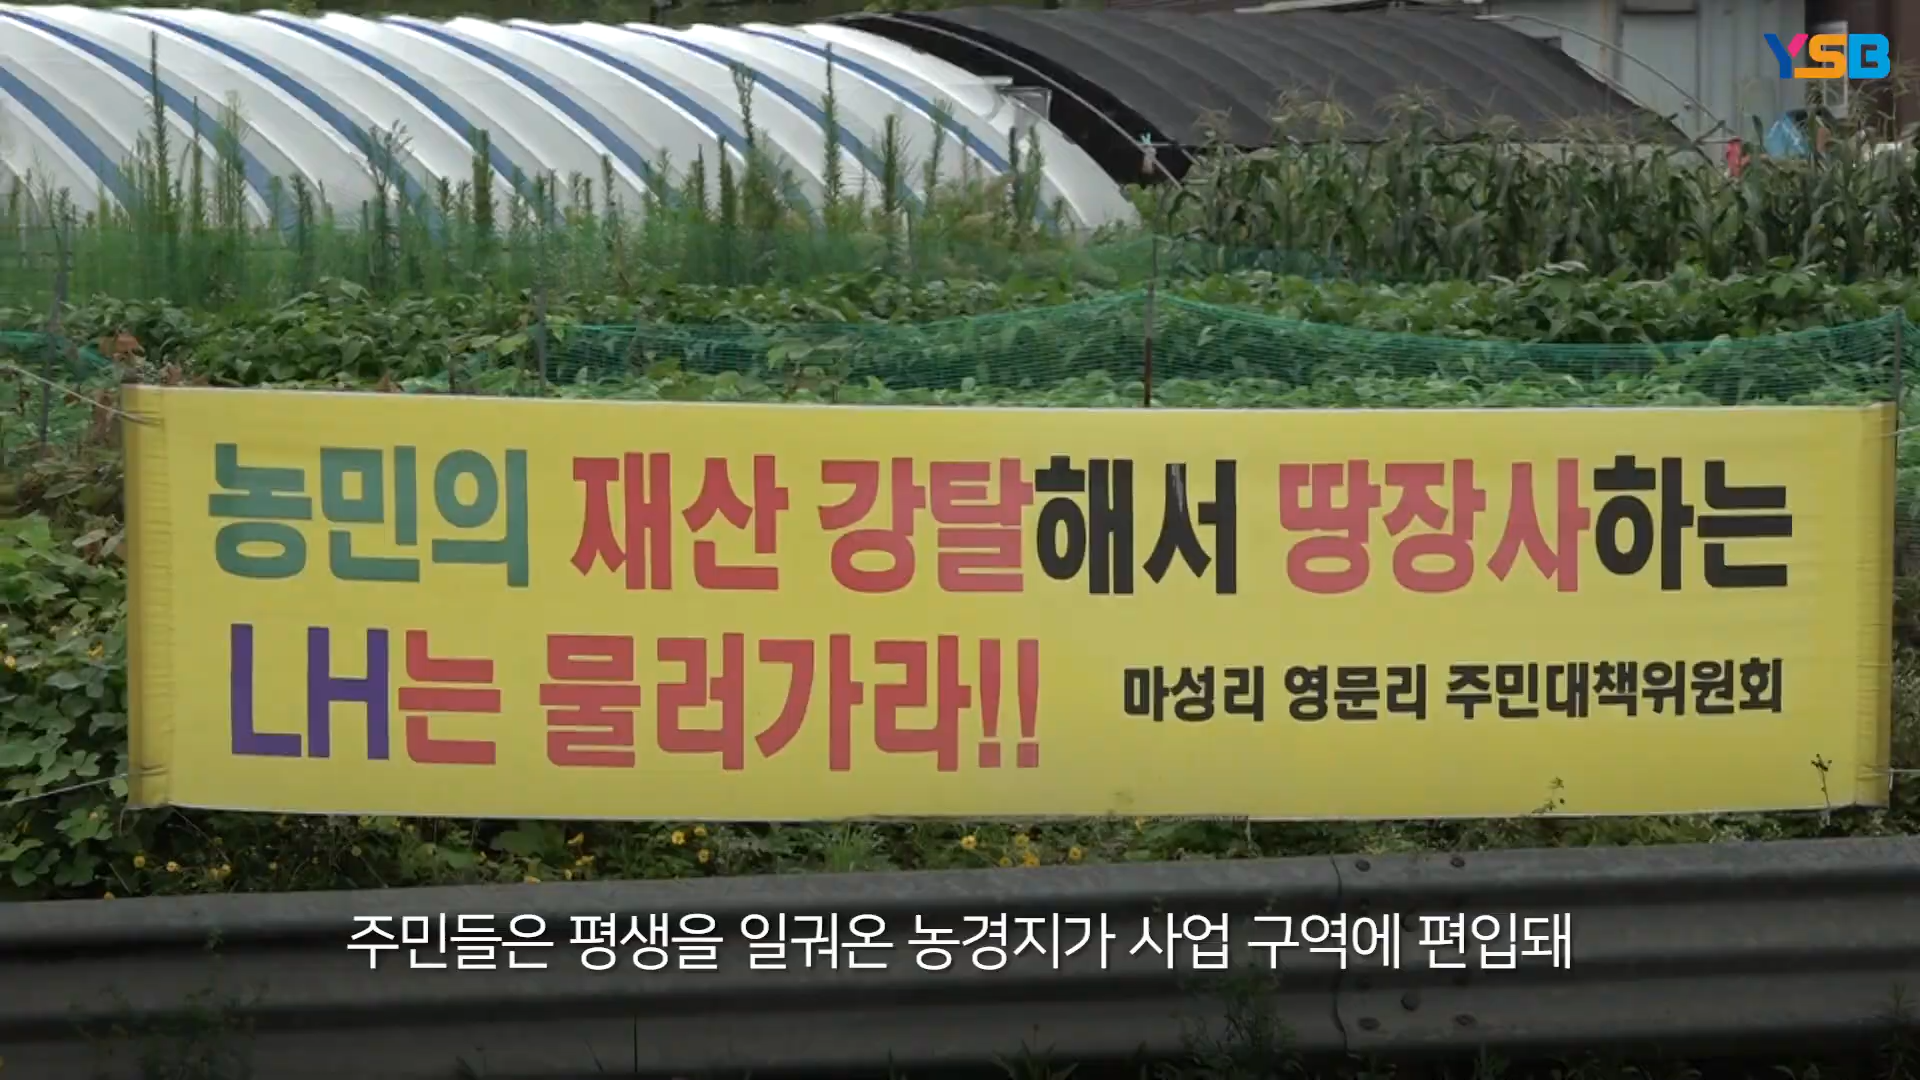 YSB
농민의 재산 강탈해서 땅장사하는
LH는 물러가라!!
마성리 영문리 주민대책위원회
주민들은 평생을 일궈온 농경지가 사업 구역에 편입돼